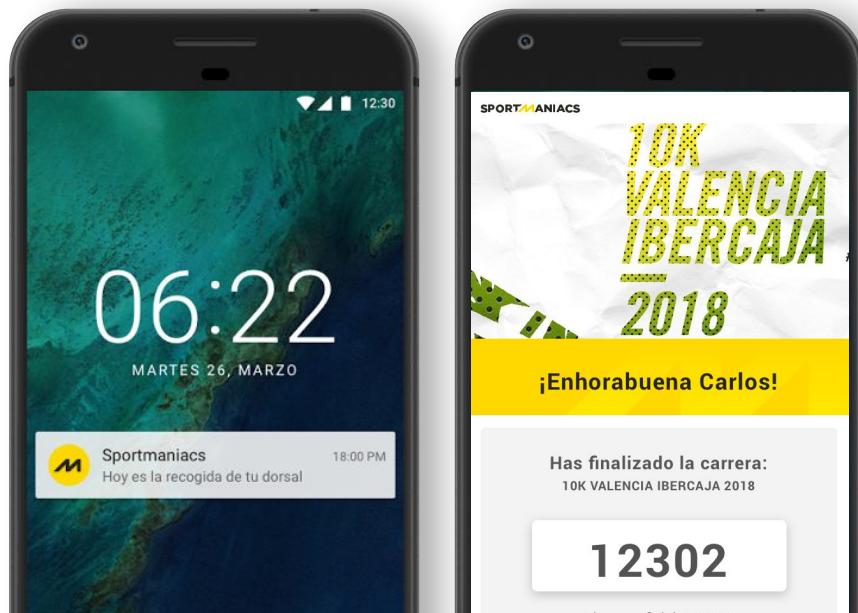 12:30
06:22
MARTES 26, MARZO
Sportmaniacs
18:00 PM
Hoy es la recogida de tu dorsal
SPORTMANIACS
10K
VALENCIA
IBERCAJA
2018
¡Enhorabuena Carlos!
Has finalizado la carrera:
10K VALENCIA IBERCAJA 2018
12302